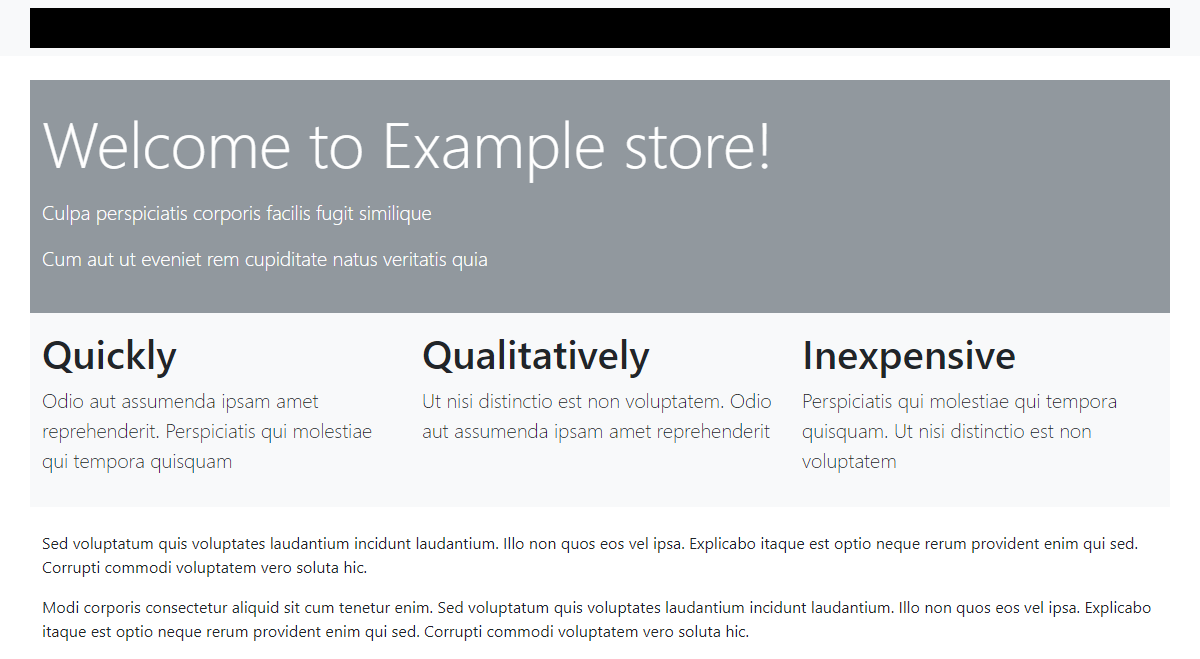 Welcome to Example store!
Culpa perspiciatis corporis facilis fugit similique
Cum aut ut eveniet rem cupiditate natus veritatis quia
Quickly
Odio aut assumenda ipsam amet
reprehenderit. Perspiciatis qui molestiae
qui tempora quisquam
Qualitatively
Ut nisi distinctio est non voluptatem. Odio
aut assumenda ipsam amet reprehenderit
Inexpensive
Perspiciatis qui molestiae qui tempora
quisquam. Ut nisi distinctio est non
voluptatem
Sed voluptatum quis voluptates laudantium incidunt laudantium. Illo non quos eos vel ipsa. Explicabo itaque est optio neque rerum provident enim qui sed.
Corrupti commodi voluptatem vero soluta hic.
Modi corporis consectetur aliquid sit cum tenetur enim. Sed voluptatum quis voluptates laudantium incidunt laudantium. Illo non quos eos vel ipsa. Explicabo
itaque est optio neque rerum provident enim qui sed. Corrupti commodi voluptatem vero soluta hic.